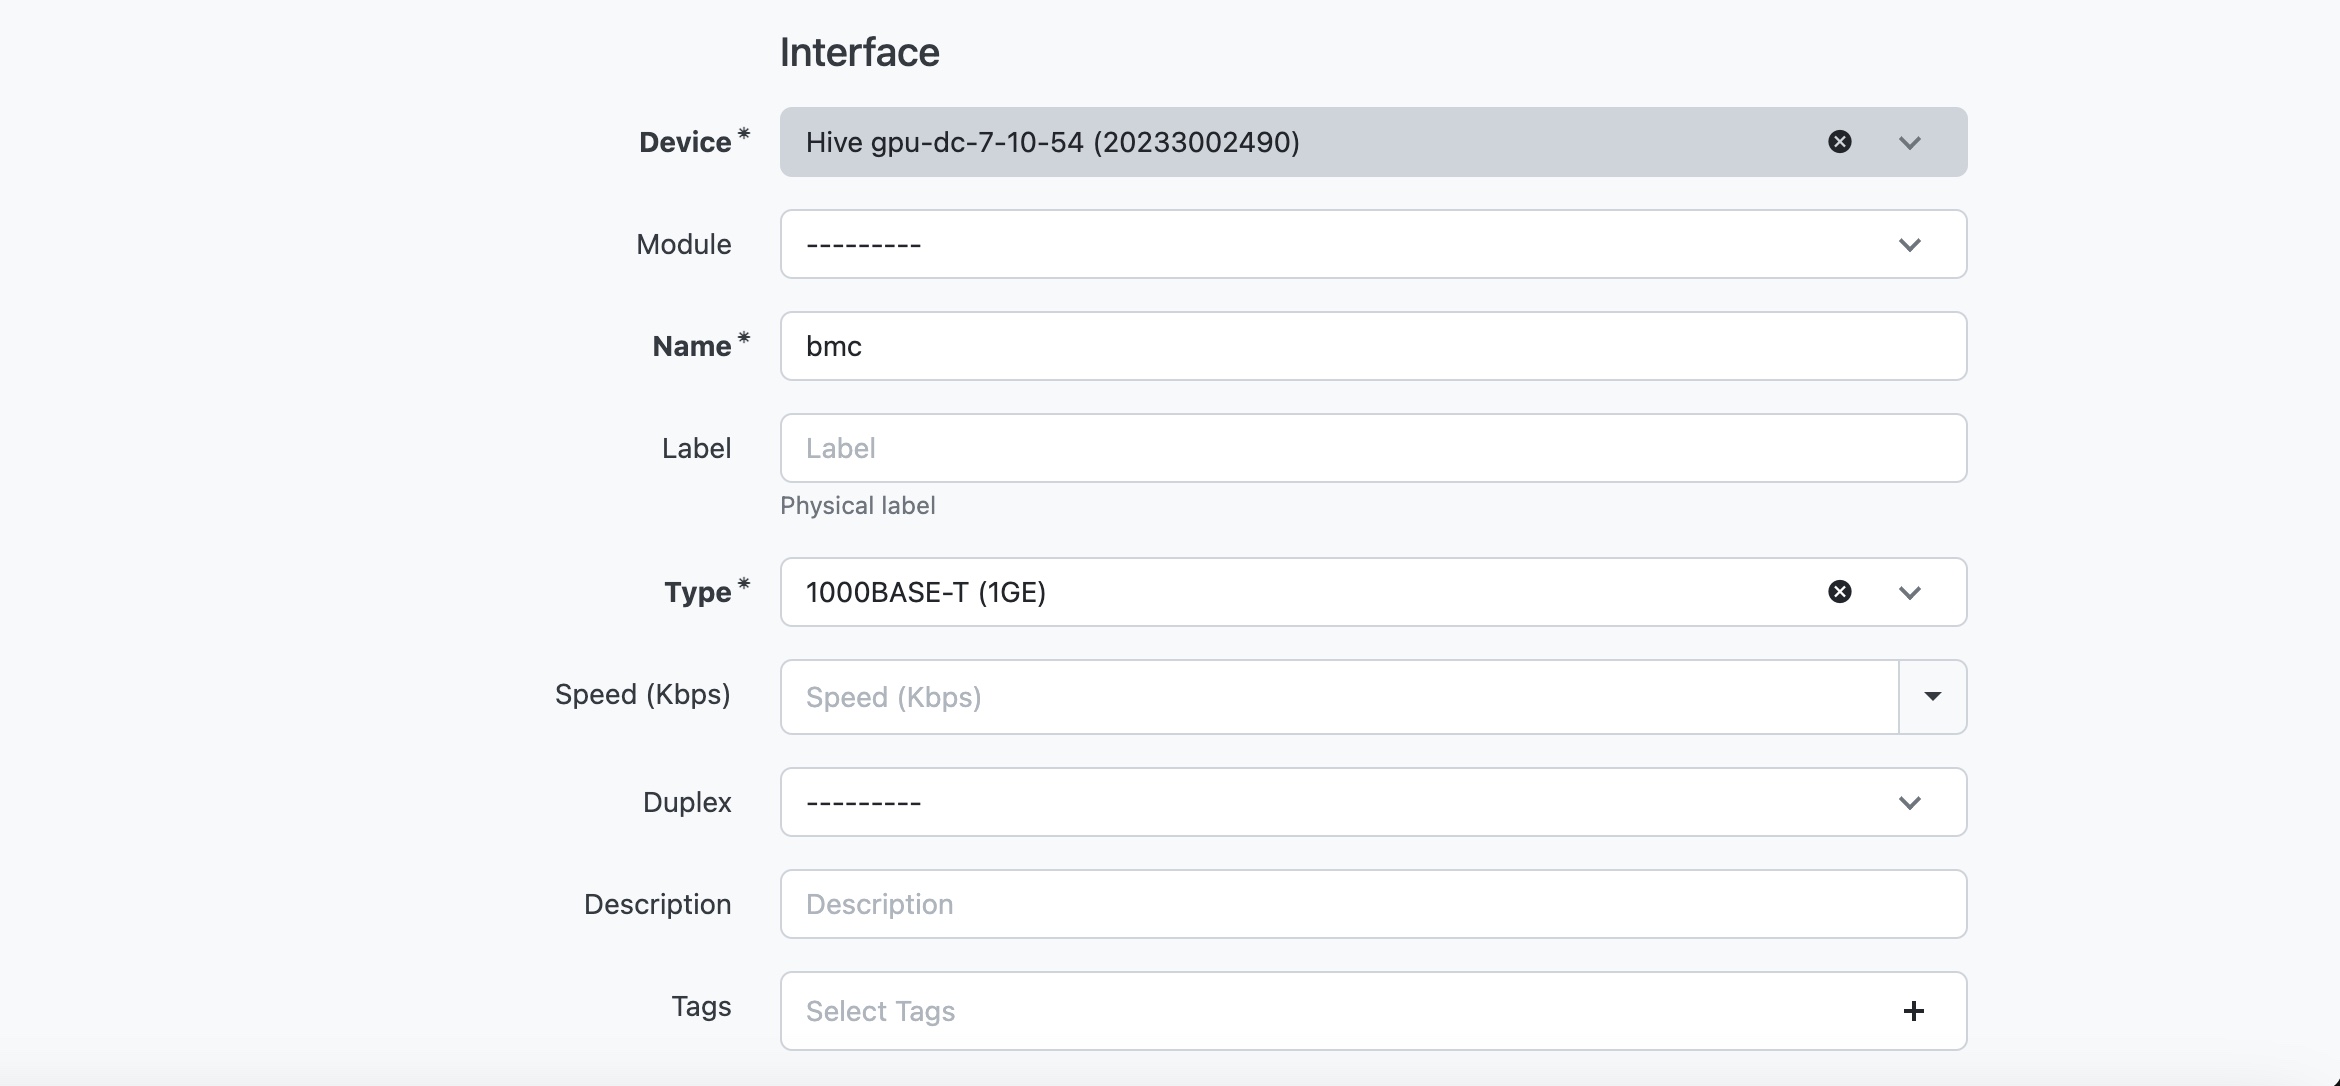 Interface
Device *
Hive gpu-dc-7-10-54 (20233002490)
Module
---------
Name *
bmc
Label
Label
Physical label
Type *
1000BASE-T (1GE)
Speed (Kbps)
Speed (Kbps)
Duplex
---------
Description
Description
Tags
Select Tags